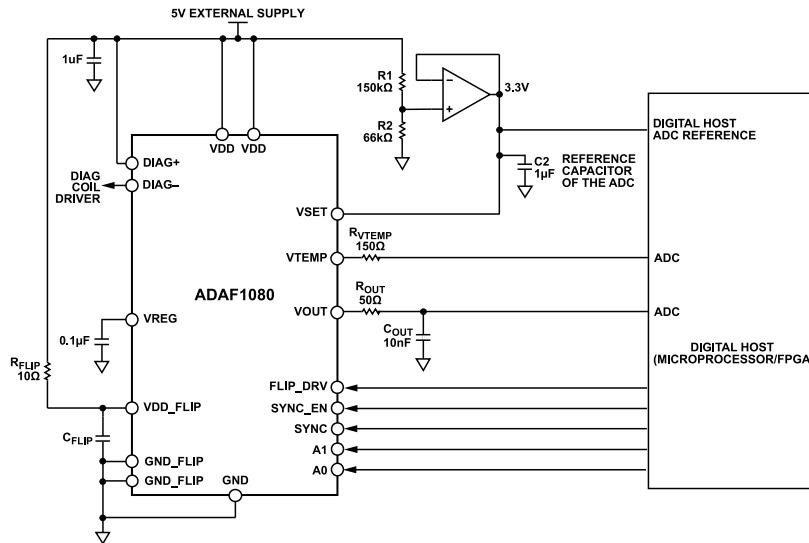 5V EXTERNAL SUPPLY
1uF
R1
150kΩ
R2
66kΩ
−
+
3.3V
DIGITAL HOST
ADC REFERENCE
C2
1µF
REFERENCE
CAPACITOR
OF THE ADC
VDD
VDD
DIAG+
DIAG–
DIAG
COIL
DRIVER
VSET
RVTEMP
150Ω
VTEMP
ADC
ADAF1080
ROUT
50Ω
VOUT
ADC
VREG
0.1µF
COUT
10nF
DIGITAL HOST
(MICROPROCESSOR/FPGA
RFLIP
10Ω
FLIP_DRV
VDD_FLIP
SYNC_EN
SYNC
CFLIP
A1
GND_FLIP
A0
GND_FLIP
GND